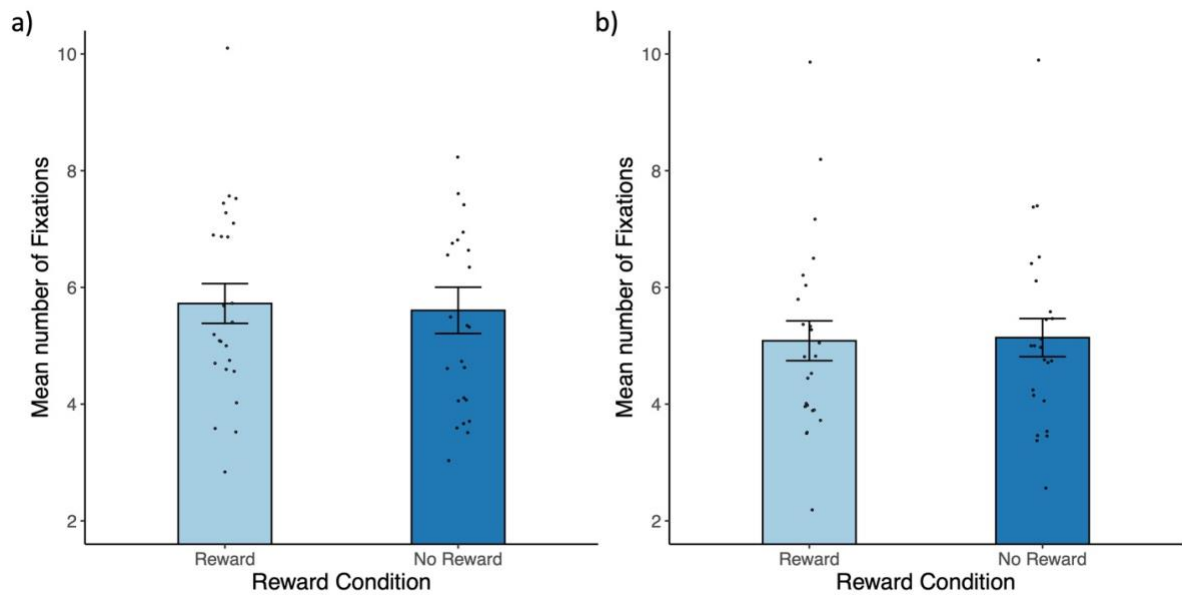 a)
Mean number of Fixations
10
8
6
4
2
Reward
No Reward
Reward Condition
b)
Mean number of Fixations
10
8
6
4
2
Reward
No Reward
Reward Condition